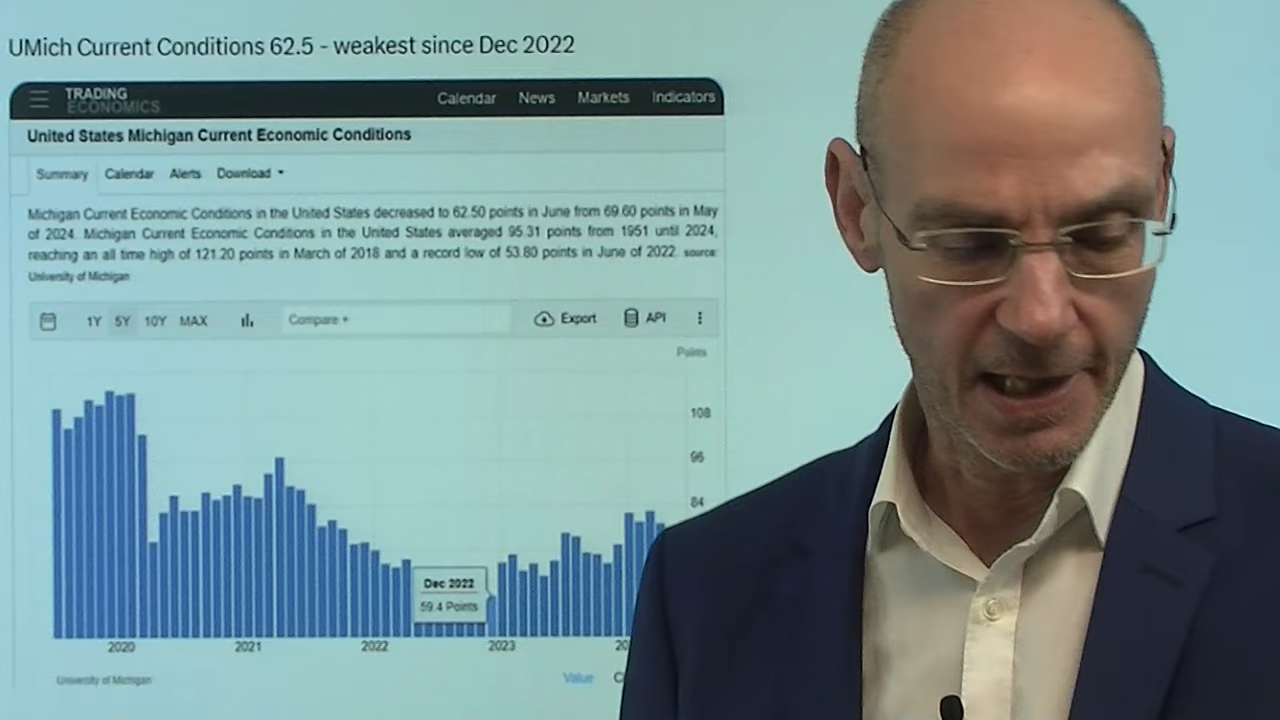 UMich Current Conditions 62.5 - weakest since Dec 2022
TRADING
ECONOMICS
Calendar News Markets Indicators
United States Michigan Current Economic Conditions
Summary Calendar Alerts Download
Michigan Current Economic Conditions in the United States decreased to 62.50 points in June from 69.60 points in May
of 2024. Michigan Current Economic Conditions in the United States averaged 95.31 points from 1951 until 2024,
reaching an all time high of 121.20 points in March of 2018 and a record low of 53.80 points in June of 2022. source:
University of Michigan
1Y 5Y 10Y MAX Compare + Export API
Points
108
96
84
Dec 2022
59.4 Points
2020 2021 2022 2023 20
University of Michigan
Value C